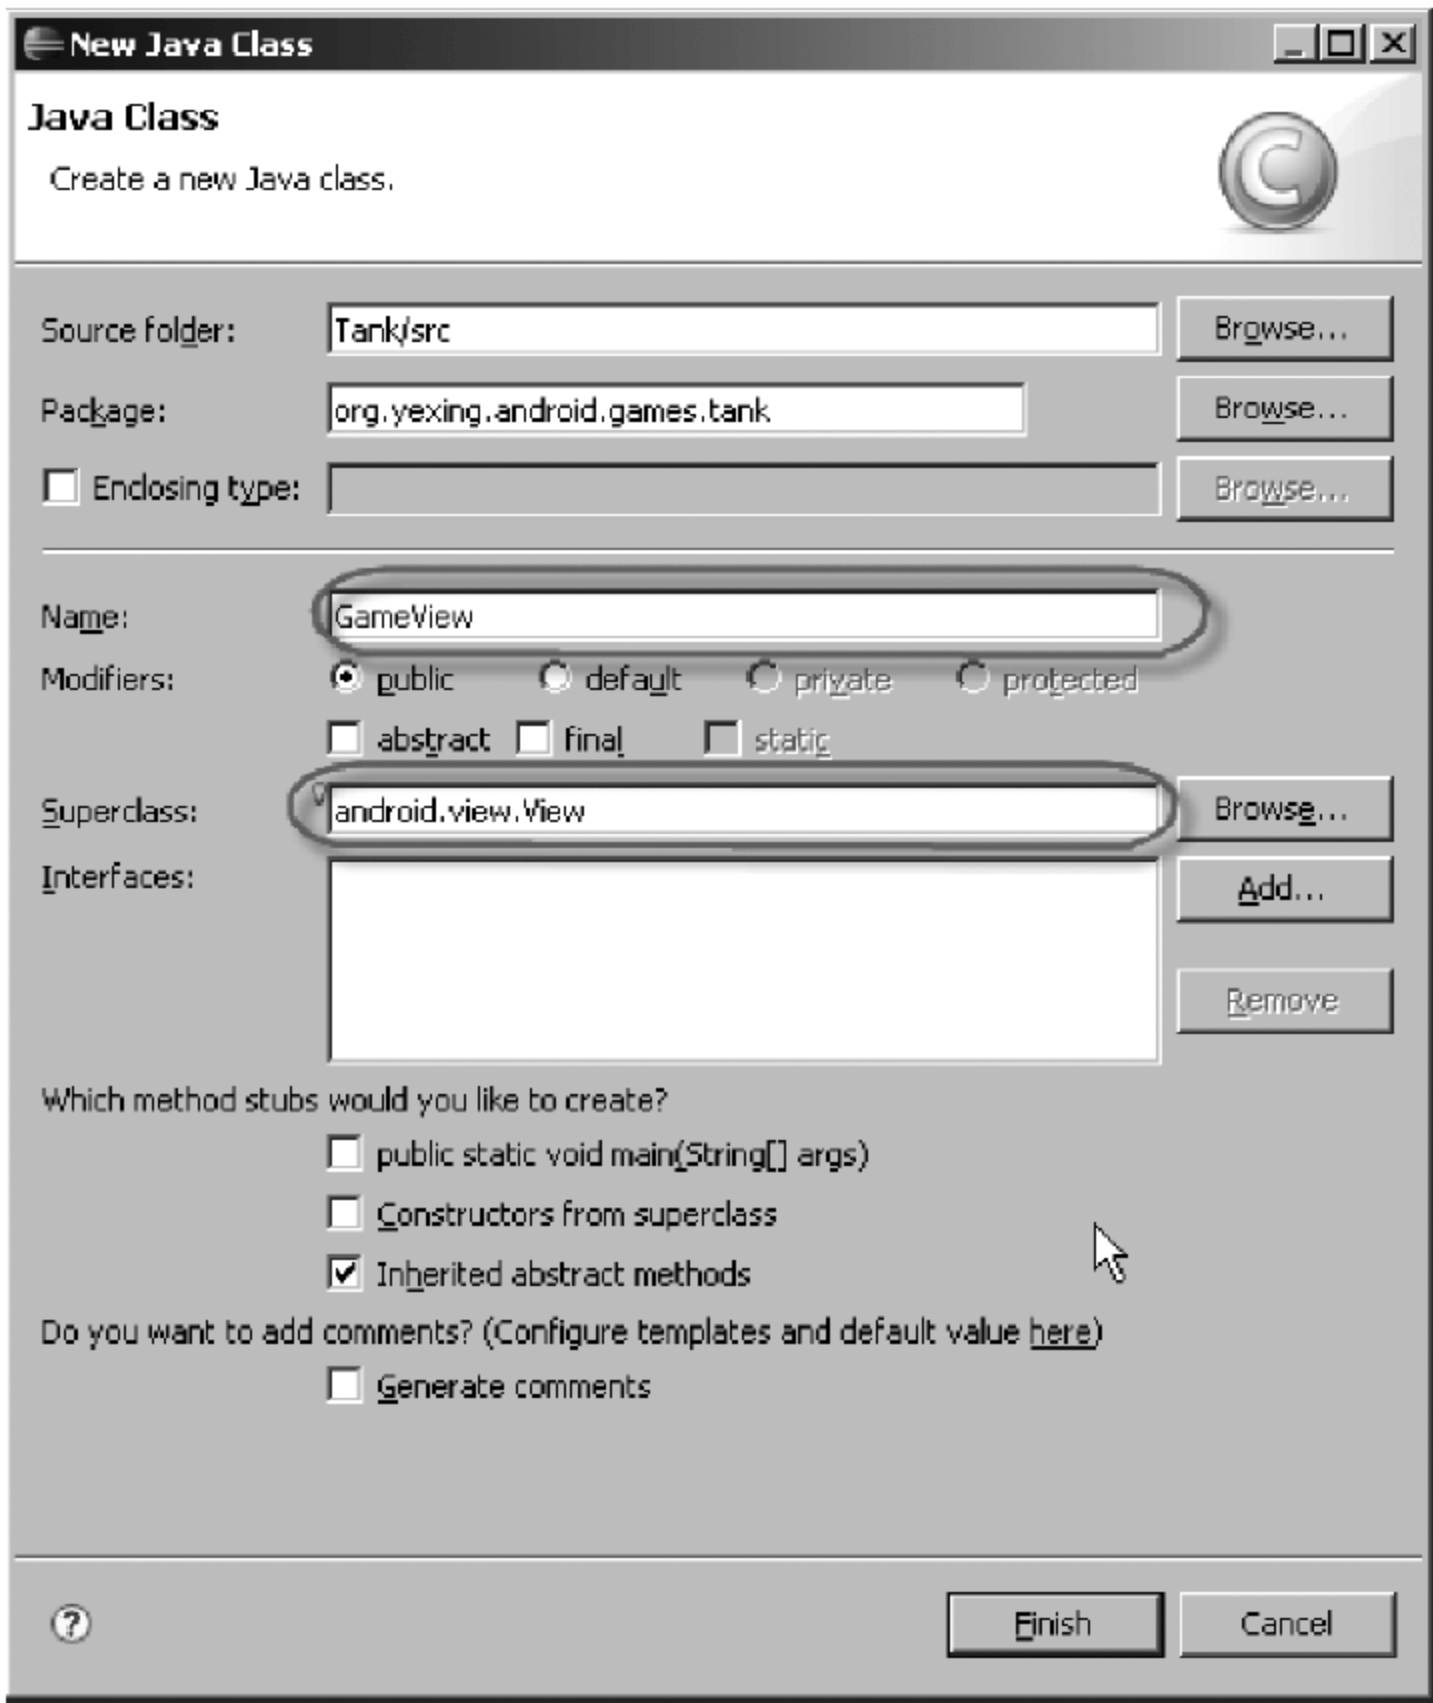 New Java Class
Java Class
Create a new Java class.
Source folder: Tank/src Browse...
Package: org.yexing.android.games.tank Browse...
Enclosing type: Browse...
Name: GameView
Modifiers: public default private protected
abstract final static
Superclass: android.view.View Browse...
Interfaces: Add...
Remove
Which method stubs would you like to create?
public static void main(String[] args)
Constructors from superclass
Inherited abstract methods
Do you want to add comments? (Configure templates and default value here)
Generate comments
? Finish Cancel